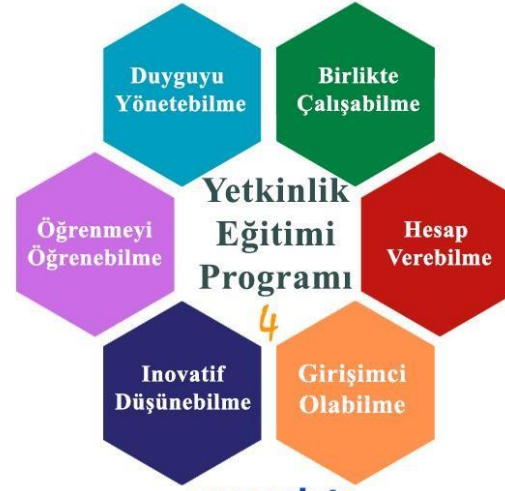 Duyguyu
Yönetebilme
Birlikte
Çalışabilme
Öğrenmeyi
Öğrenebilme
Yetkinlik
Eğitimi
Programı
4
Hesap
Verebilme
Inovatif
Düşünebilme
Girişimci
Olabilme